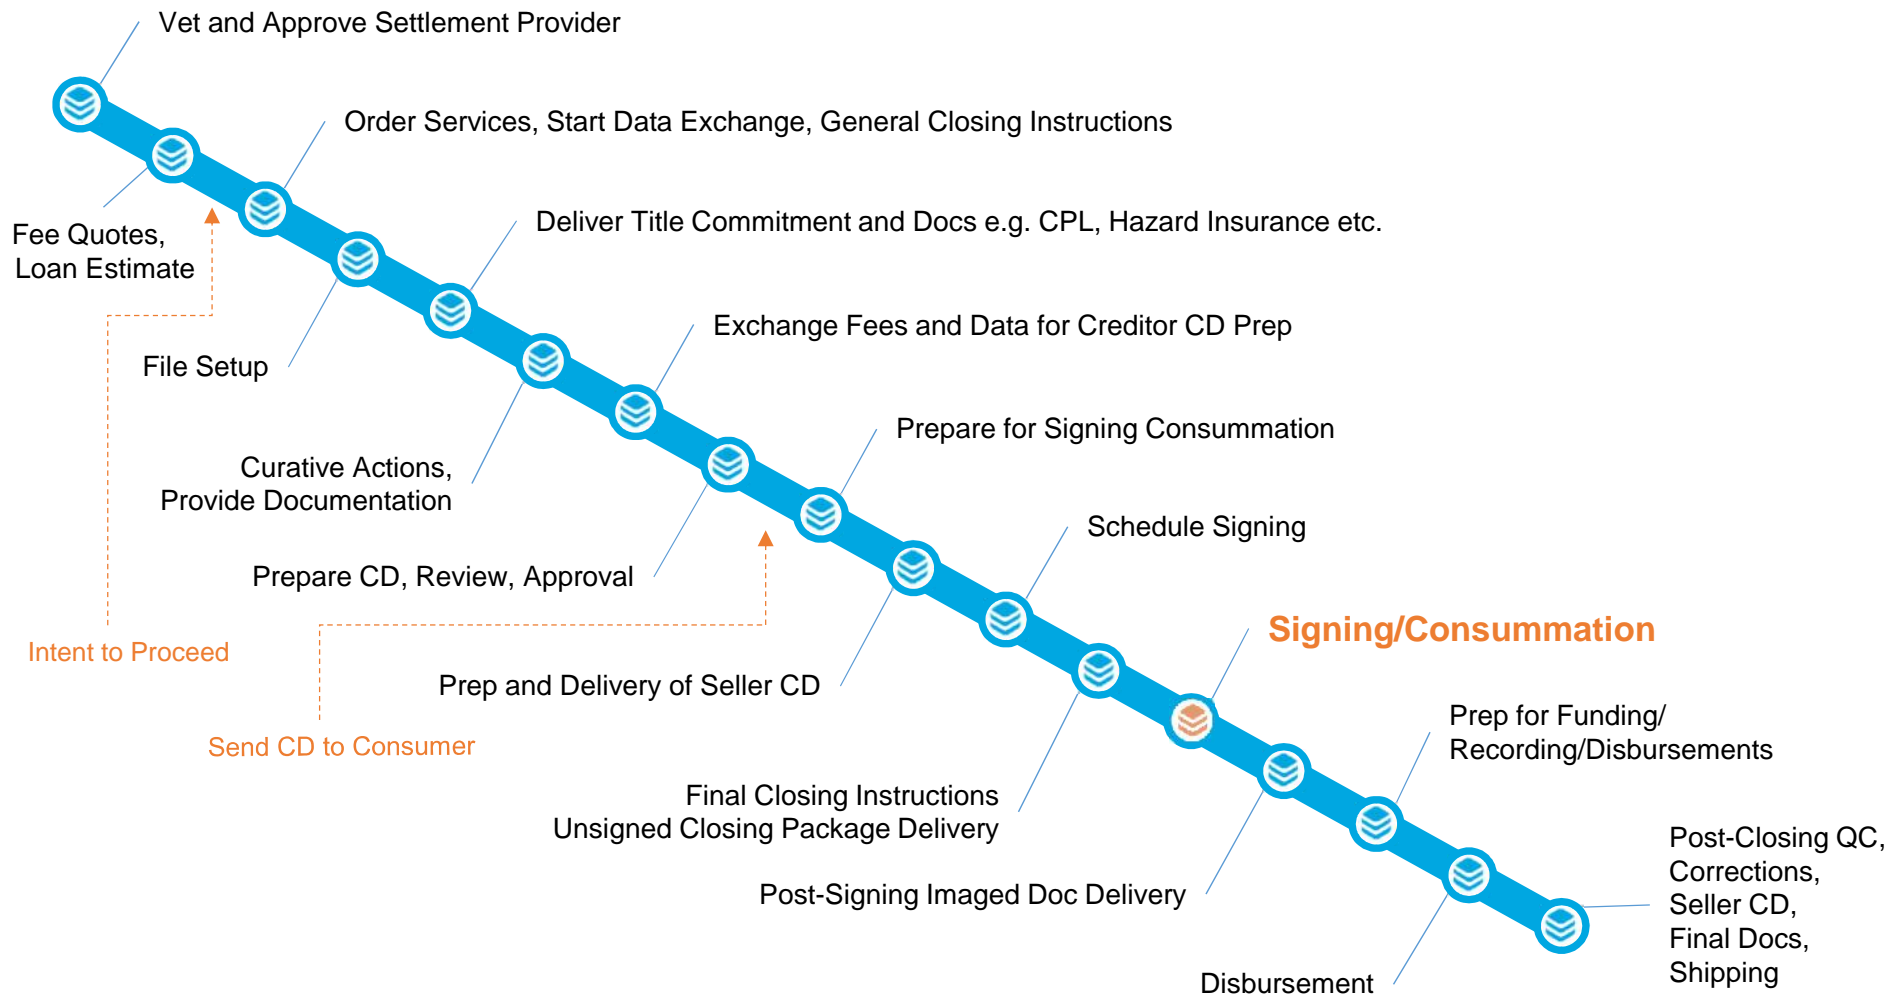 Vet and Approve Settlement Provider
Order Services, Start Data Exchange, General Closing Instructions
Fee Quotes,
Loan Estimate
Deliver Title Commitment and Docs e.g. CPL, Hazard Insurance etc.
File Setup
Exchange Fees and Data for Creditor CD Prep
Curative Actions,
Provide Documentation
Prepare for Signing Consummation
Prepare CD, Review, Approval
Schedule Signing
Intent to Proceed
Signing/Consummation
Prep and Delivery of Seller CD
Send CD to Consumer
Prep for Funding/
Recording/Disbursements
Final Closing Instructions
Unsigned Closing Package Delivery
Post-Signing Imaged Doc Delivery
Post-Closing QC,
Corrections,
Seller CD,
Final Docs,
Shipping
Disbursement